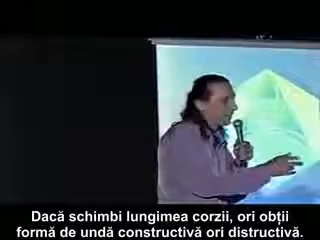 Dacă schimbi lungimea corzii, ori obții
formă de undă constructivă ori distructivă.